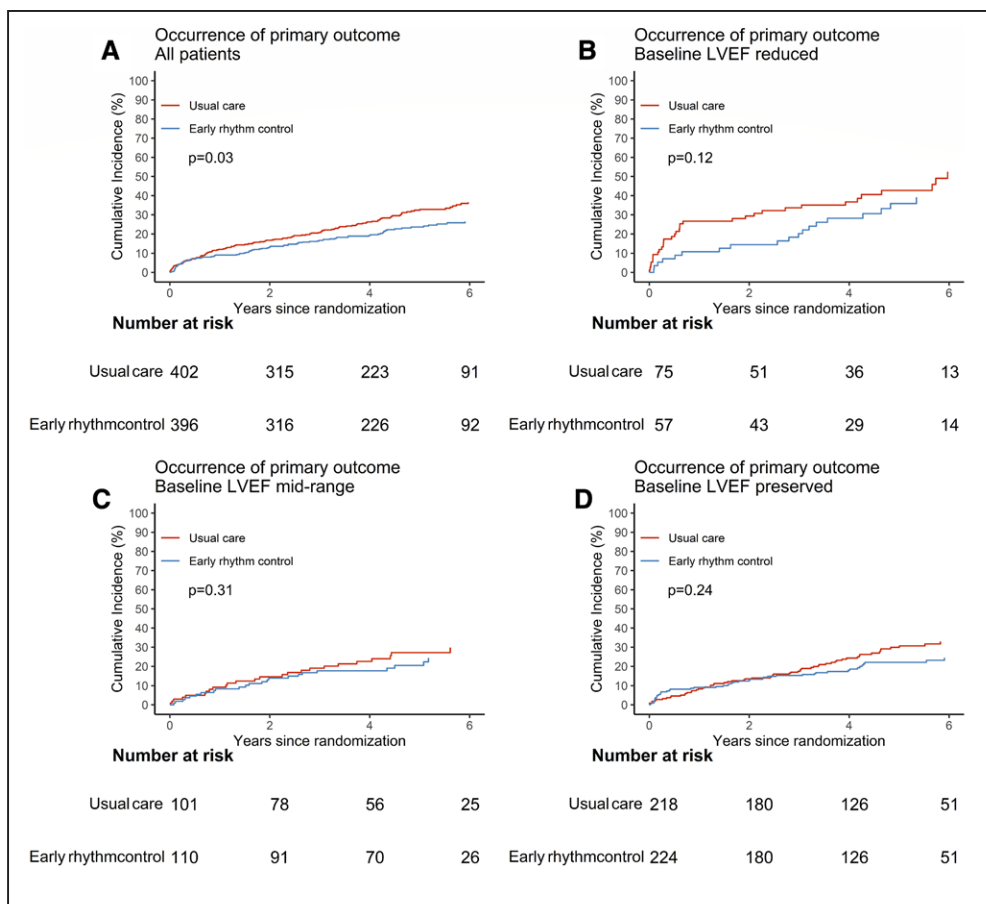 A
Occurrence of primary outcome
All patients
Cumulative Incidence (%)
100
90
80
70
60
50
40
30
20
10
0
Usual care
Early rhythm control
p=0.03
0 2 4 6
Years since randomization
Number at risk
Usual care 402 315 223 91
Early rhythmcontrol 396 316 226 92
B
Occurrence of primary outcome
Baseline LVEF reduced
Cumulative Incidence (%)
100
90
80
70
60
50
40
30
20
10
0
Usual care
Early rhythm control
p=0.12
0 2 4 6
Years since randomization
Number at risk
Usual care 75 51 36 13
Early rhythmcontrol 57 43 29 14
C
Occurrence of primary outcome
Baseline LVEF mid-range
Cumulative Incidence (%)
100
90
80
70
60
50
40
30
20
10
0
Usual care
Early rhythm control
p=0.31
0 2 4 6
Years since randomization
Number at risk
Usual care 101 78 56 25
Early rhythmcontrol 110 91 70 26
D
Occurrence of primary outcome
Baseline LVEF preserved
Cumulative Incidence (%)
100
90
80
70
60
50
40
30
20
10
0
Usual care
Early rhythm control
p=0.24
0 2 4 6
Years since randomization
Number at risk
Usual care 218 180 126 51
Early rhythmcontrol 224 180 126 51